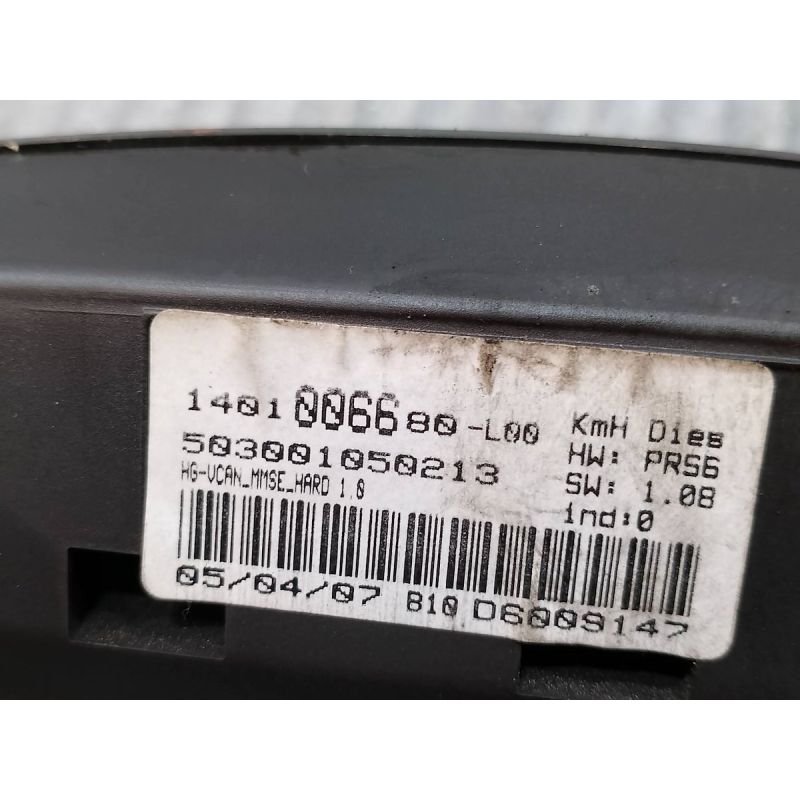 1401006680-L00 KmH Dies
503001050213 HW: PRS6
HG-VCAN_MMSE_HARD 1.0 SW: 1.08
ind:0
05/04/07 B10 D6009147